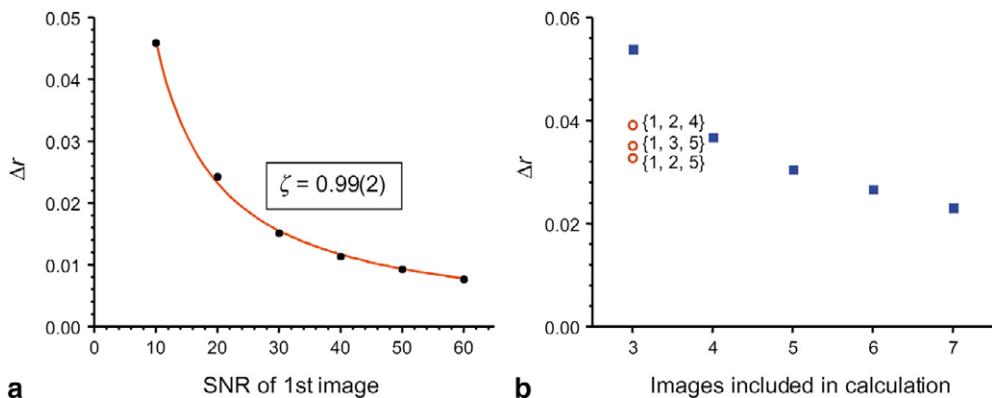 0.05
0.04
0.03
0.02
0.01
0.00
Δr
ζ = 0.99(2)
0 10 20 30 40 50 60
SNR of 1st image
a
0.06
0.04
0.02
0.00
Δr
{1, 2, 4}
{1, 3, 5}
{1, 2, 5}
3 4 5 6 7
Images included in calculation
b